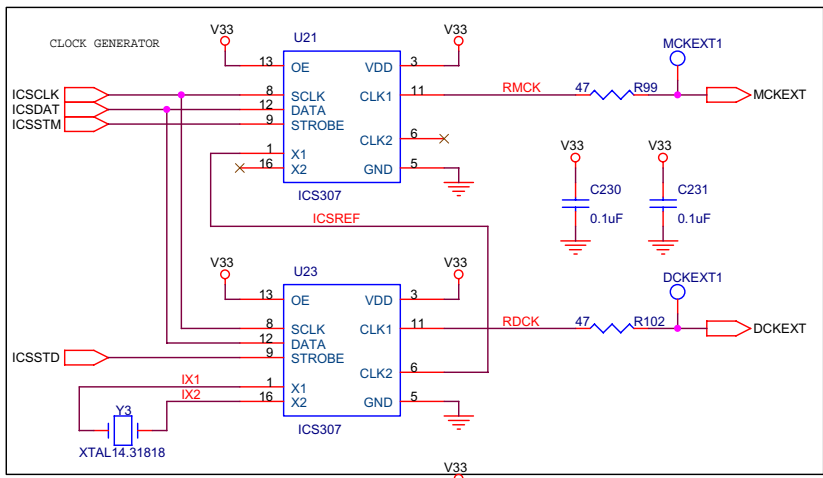 CLOCK GENERATOR
V33
U21
V33
MCKEXT1
13 OE
VDD 3
ICSCLK
8 SCLK
CLK1 11
RMCK
47
R99
MCKEXT
ICSDAT
12 DATA
ICSSTM
9 STROBE
CLK2 6
1 X1
16 X2
GND 5
ICS307
V33
V33
C230
C231
0.1uF
0.1uF
ICSREF
V33
U23
V33
DCKEXT1
13 OE
VDD 3
8 SCLK
CLK1 11
RDCK
47
R102
DCKEXT
12 DATA
ICSSTD
9 STROBE
CLK2 6
IX1
1 X1
IX2
16 X2
GND 5
Y3
ICS307
XTAL14.31818
V33